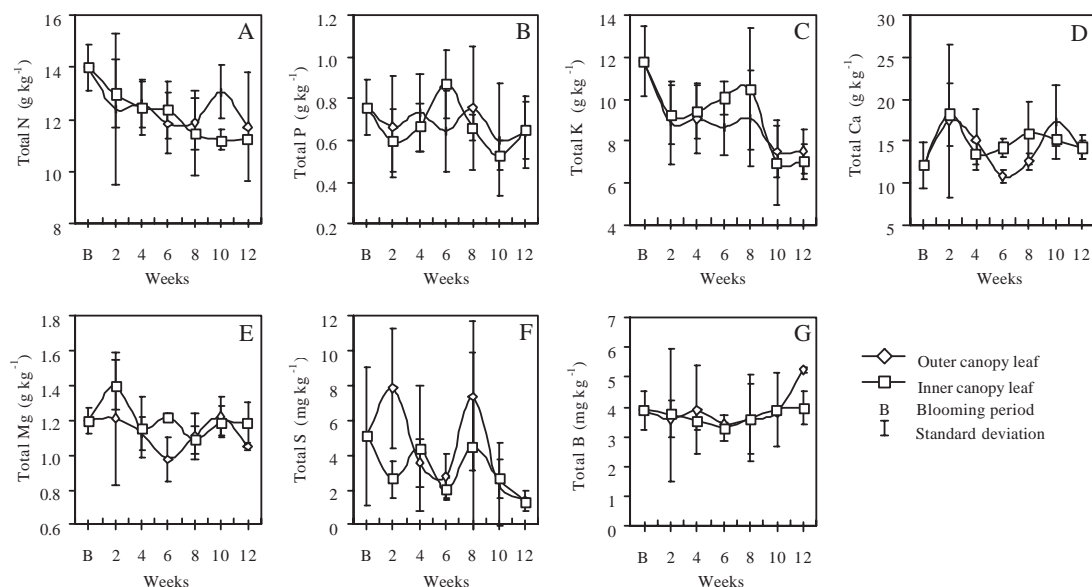 A
Total N (g kg-1)
16
14
12
10
8
B 2 4 6 8 10 12
Weeks
B
Total P (g kg-1)
1.2
1.0
0.8
0.6
0.4
0.2
B 2 4 6 8 10 12
Weeks
C
Total K (g kg-1)
14
12
10
8
6
4
B 2 4 6 8 10 12
Weeks
D
Total Ca (g kg-1)
30
25
20
15
10
5
B 2 4 6 8 10 12
Weeks
E
Total Mg (g kg-1)
1.8
1.6
1.4
1.2
1.0
0.8
0.6
B 2 4 6 8 10 12
Weeks
F
Total S (mg kg-1)
12
10
8
6
4
2
0
B 2 4 6 8 10 12
Weeks
G
Total B (mg kg-1)
7
6
5
4
3
2
1
0
B 2 4 6 8 10 12
Weeks
Outer canopy leaf
Inner canopy leaf
B Blooming period
Standard deviation